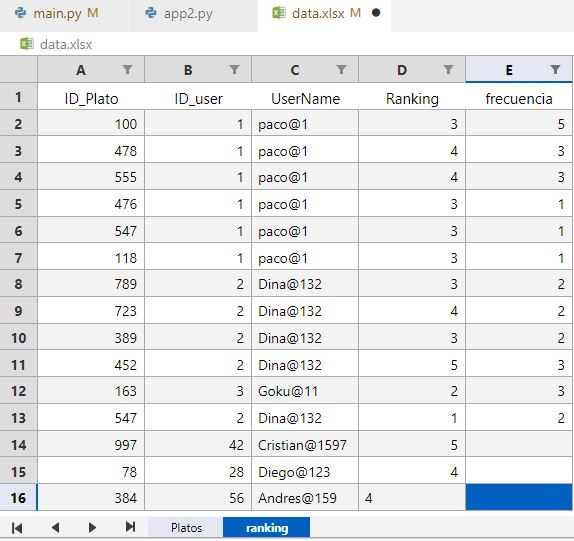 main.py M app2.py data.xlsx M
data.xlsx
A B C D E
1 ID_Plato ID_user UserName Ranking frecuencia
2 100 1 paco@1 3 5
3 478 1 paco@1 4 3
4 555 1 paco@1 4 3
5 476 1 paco@1 3 1
6 547 1 paco@1 3 1
7 118 1 paco@1 3 1
8 789 2 Dina@132 3 2
9 723 2 Dina@132 4 2
10 389 2 Dina@132 3 2
11 452 2 Dina@132 5 3
12 163 3 Goku@11 2 3
13 547 2 Dina@132 1 2
14 997 42 Cristian@1597 5
15 78 28 Diego@123 4
16 384 56 Andres@159 4
Platos ranking